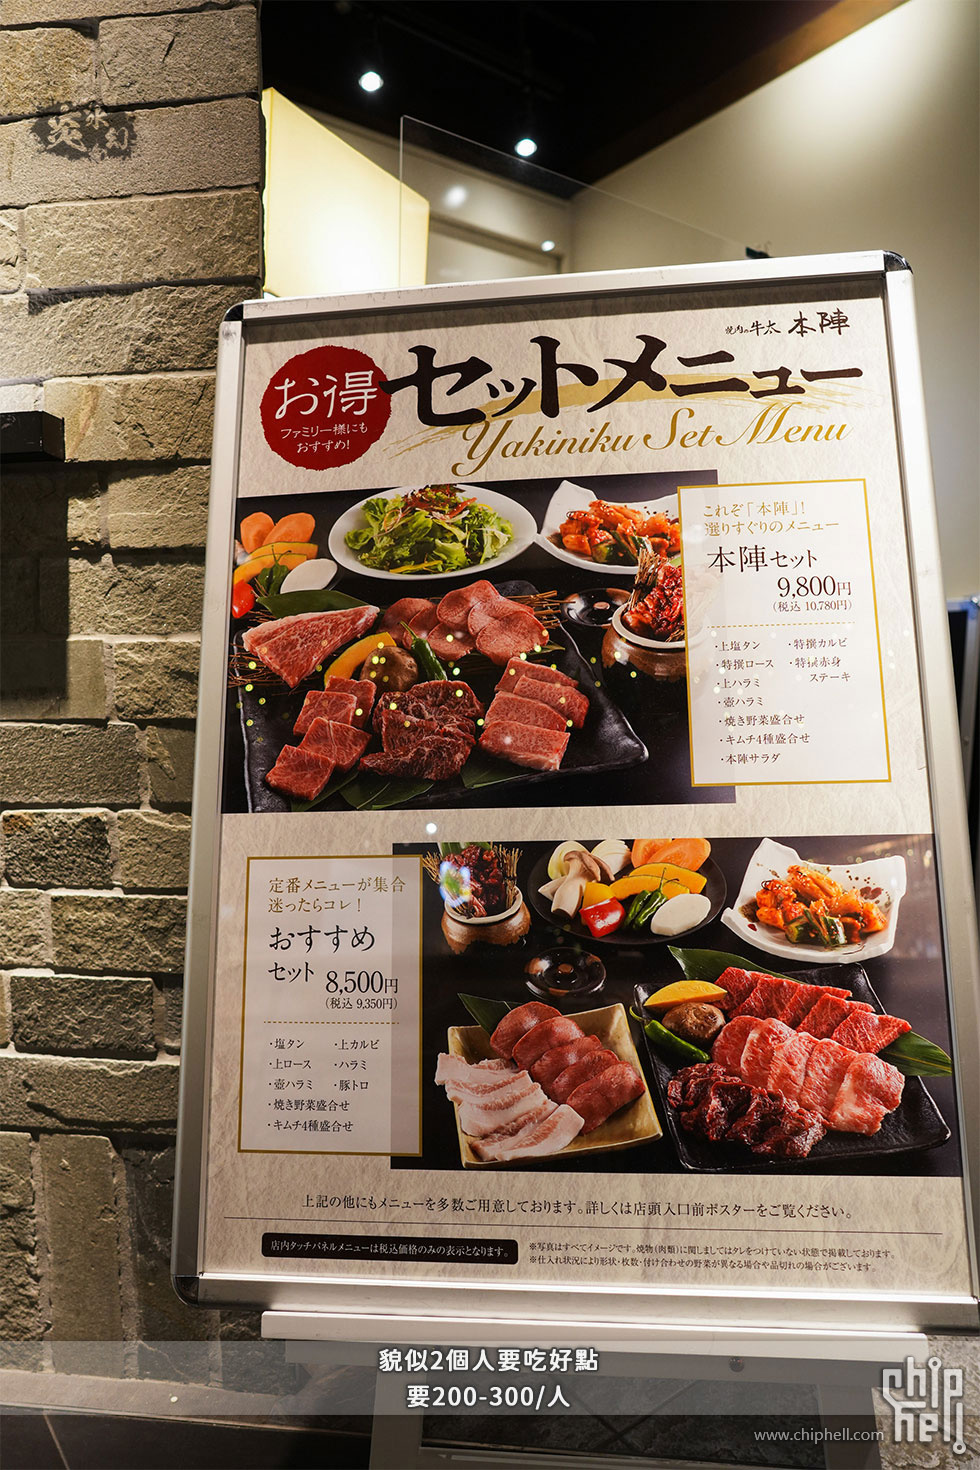 炎 水 幻
焼肉の牛太 本陣
お得
ファミリー様にも
おすすめ!
セットメニュー
Yakiniku Set Menu
これぞ「本陣」!
選りすぐりのメニュー
本陣セット
9,800円
(税込 10,780円)
・上塩タン ・特撰カルビ
・特撰ロース ・特撰赤身
・上ハラミ ステーキ
・壺ハラミ
・焼き野菜盛合せ
・キムチ4種盛合せ
・本陣サラダ
定番メニューが集合
迷ったらコレ!
おすすめ
セット 8,500円
(税込 9,350円)
・塩タン ・上カルビ
・上ロース ・ハラミ
・壺ハラミ ・豚トロ
・焼き野菜盛合せ
・キムチ4種盛合せ
上記の他にもメニューを多数ご用意しております。詳しくは店頭入口前ポスターをご覧ください。
店内タッチパネルメニューは税込価格のみの表示となります。
※写真はすべてイメージです。焼物(肉類)に関しましてはタレをつけていない状態で掲載しております。
※仕入れ状況により形状・枚数・付け合わせの野菜が異なる場合や品切れの場合がございます。
貌似2個人要吃好點
要200-300/人
www.chiphell.com
chip
hell